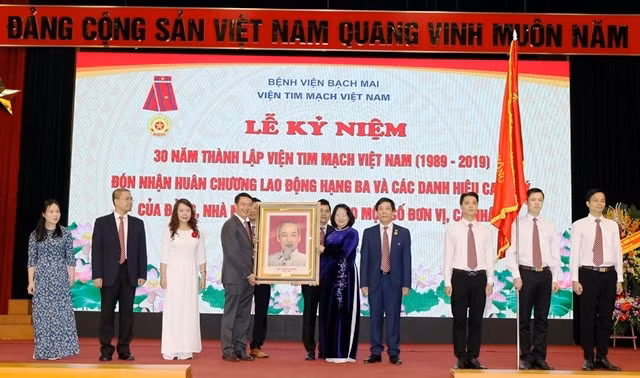 ĐẢNG CỘNG SẢN VIỆT NAM QUANG VINH MUÔN NĂM
BỆNH VIỆN BẠCH MAI
VIỆN TIM MẠCH VIỆT NAM
LỄ KỶ NIỆM
30 NĂM THÀNH LẬP VIỆN TIM MẠCH VIỆT NAM (1989 - 2019)
ĐÓN NHẬN HUÂN CHƯƠNG LAO ĐỘNG HẠNG BA VÀ CÁC DANH HIỆU
CỦA NHÀ